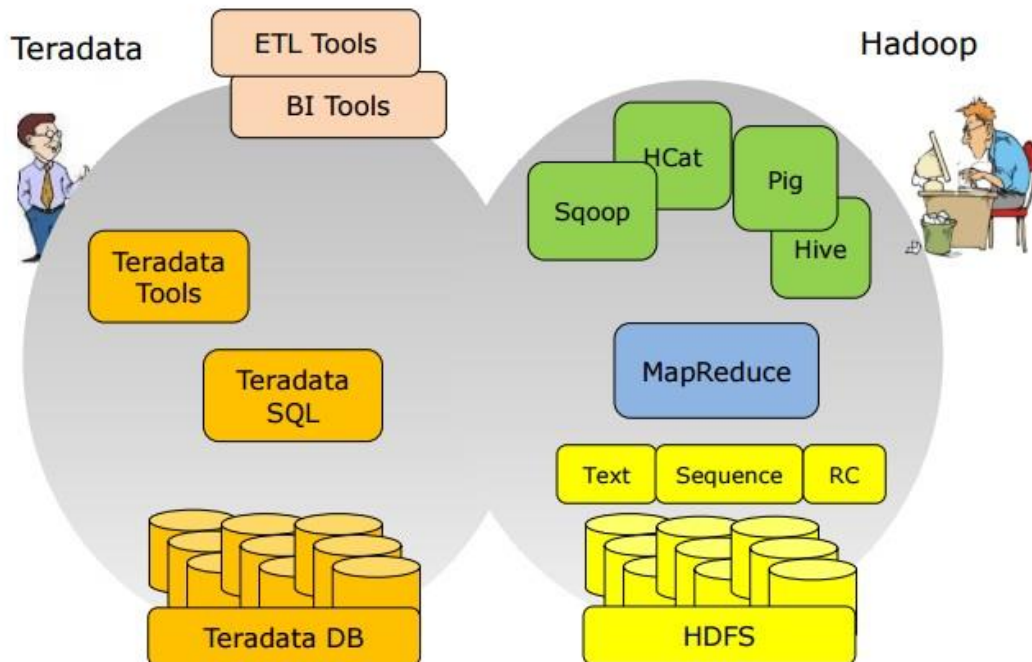 Teradata
ETL Tools
BI Tools
Hadoop
HCat
Pig
Sqoop
Hive
Teradata
Tools
Teradata
SQL
MapReduce
Text
Sequence
RC
Teradata DB
HDFS